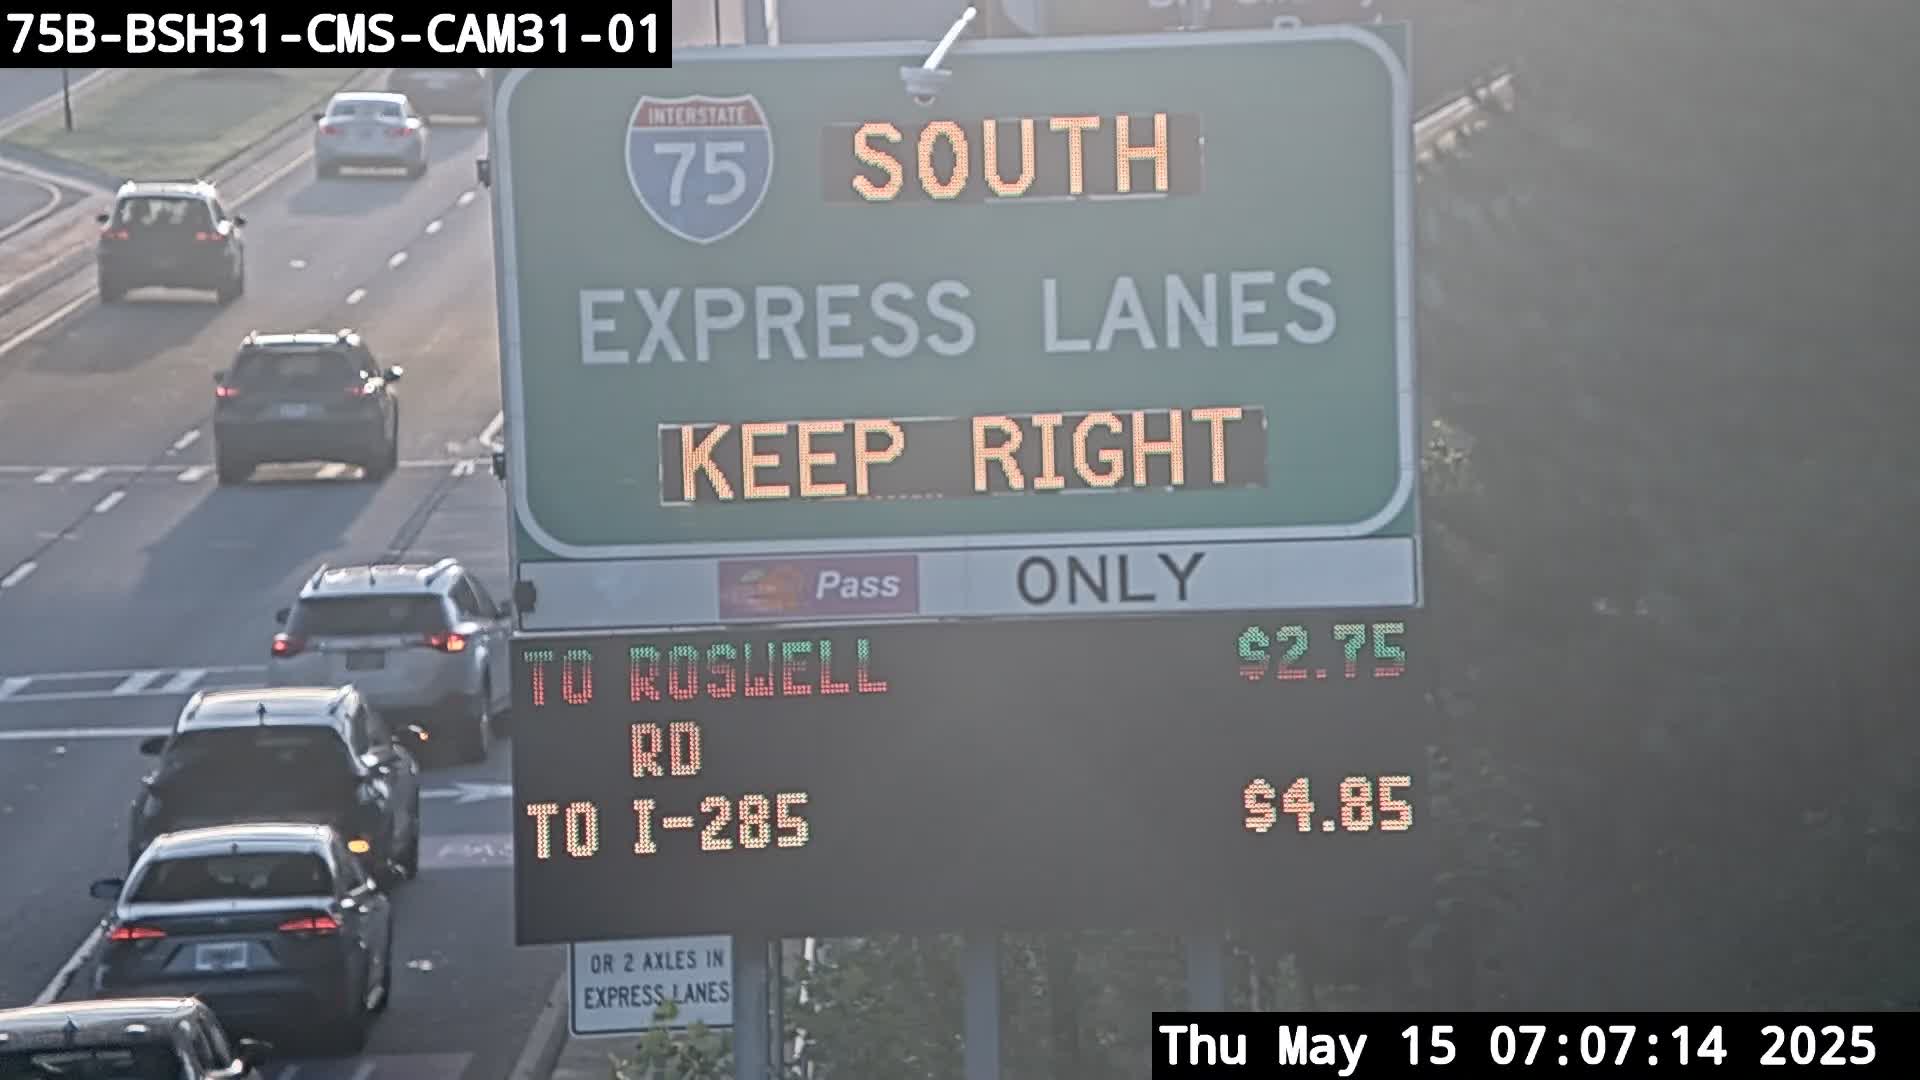 75B-BSH31-CMS-CAM31-01
INTERSTATE
75
SOUTH
EXPRESS LANES
KEEP RIGHT
Pass ONLY
TO ROSWELL $2.75
RD
TO I-285 $4.85
OR 2 AXLES IN
EXPRESS LANES
Thu May 15 07:07:14 2025